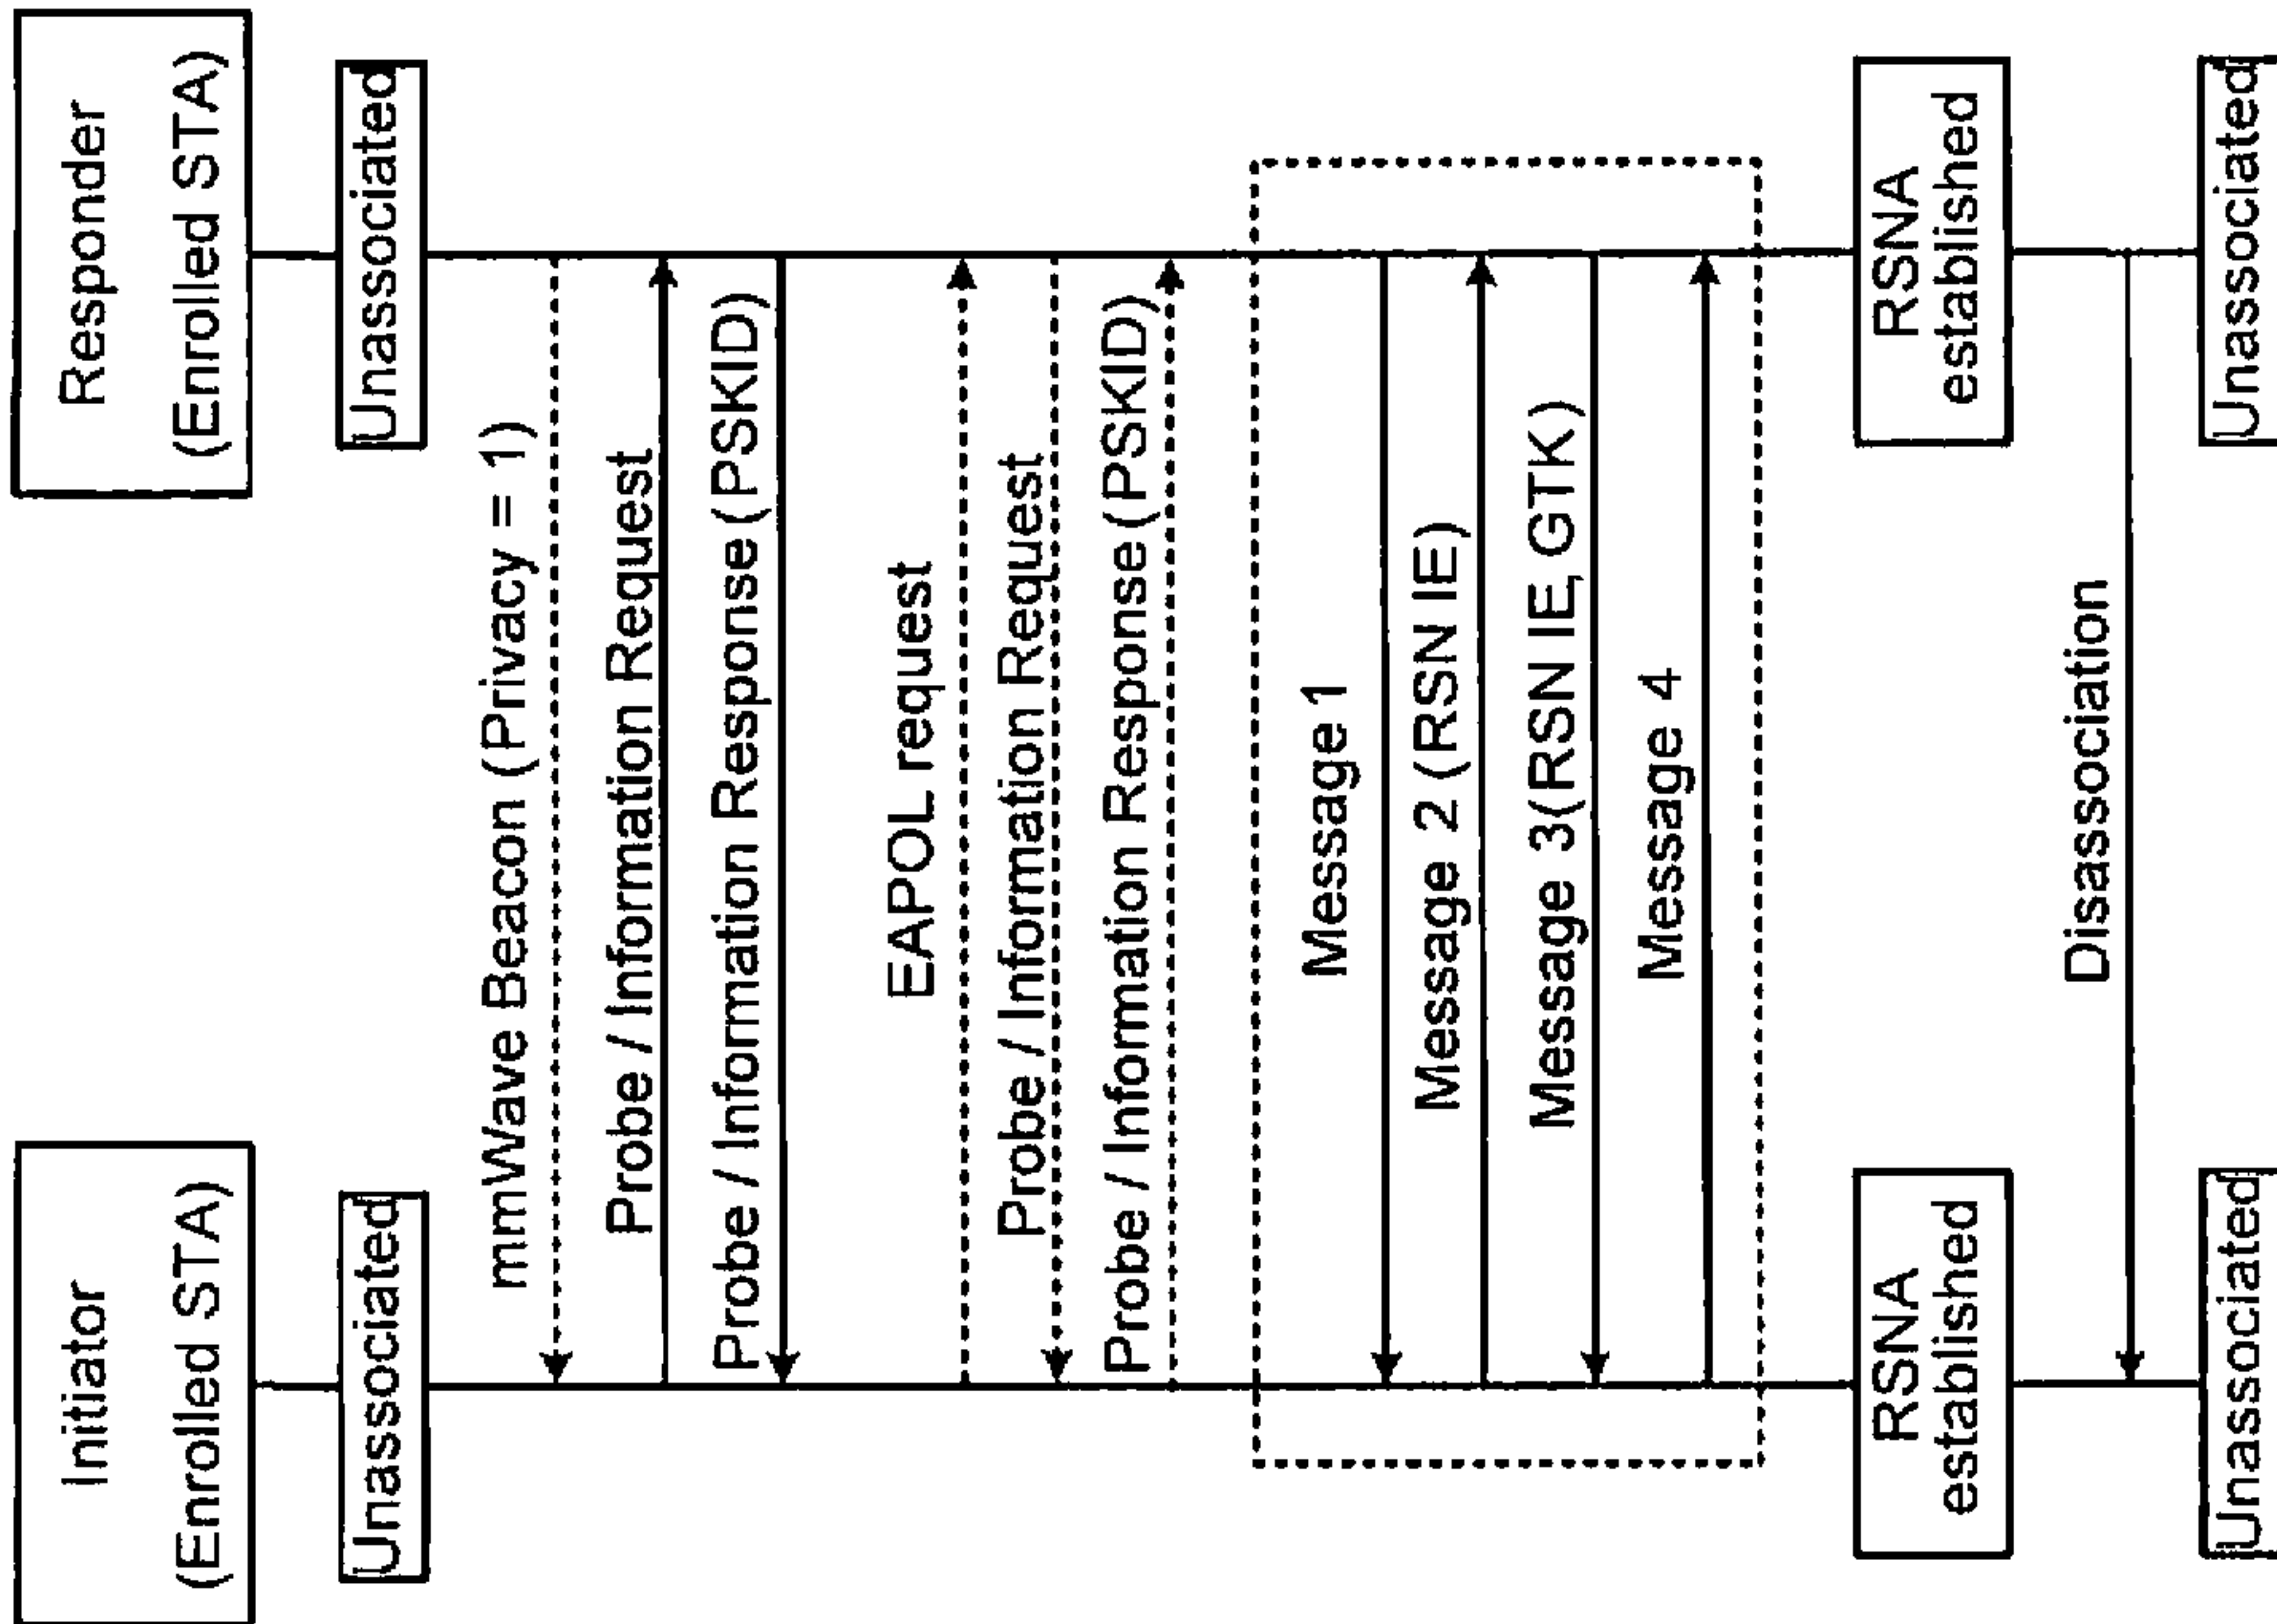 Initiator
(Enrolled STA)
Responder
(Enrolled STA)
Unassociated
Unassociated
mmWave Beacon (Privacy = 1)
Probe / Information Request
Probe / Information Response (PSKID)
EAPOL request
Probe / Information Request
Probe / Information Response (PSKID)
Message 1
Message 2 (RSN IE)
Message 3(RSN IE, GTK)
Message 4
RSNA
established
RSNA
established
Disassociation
Unassociated
Unassociated